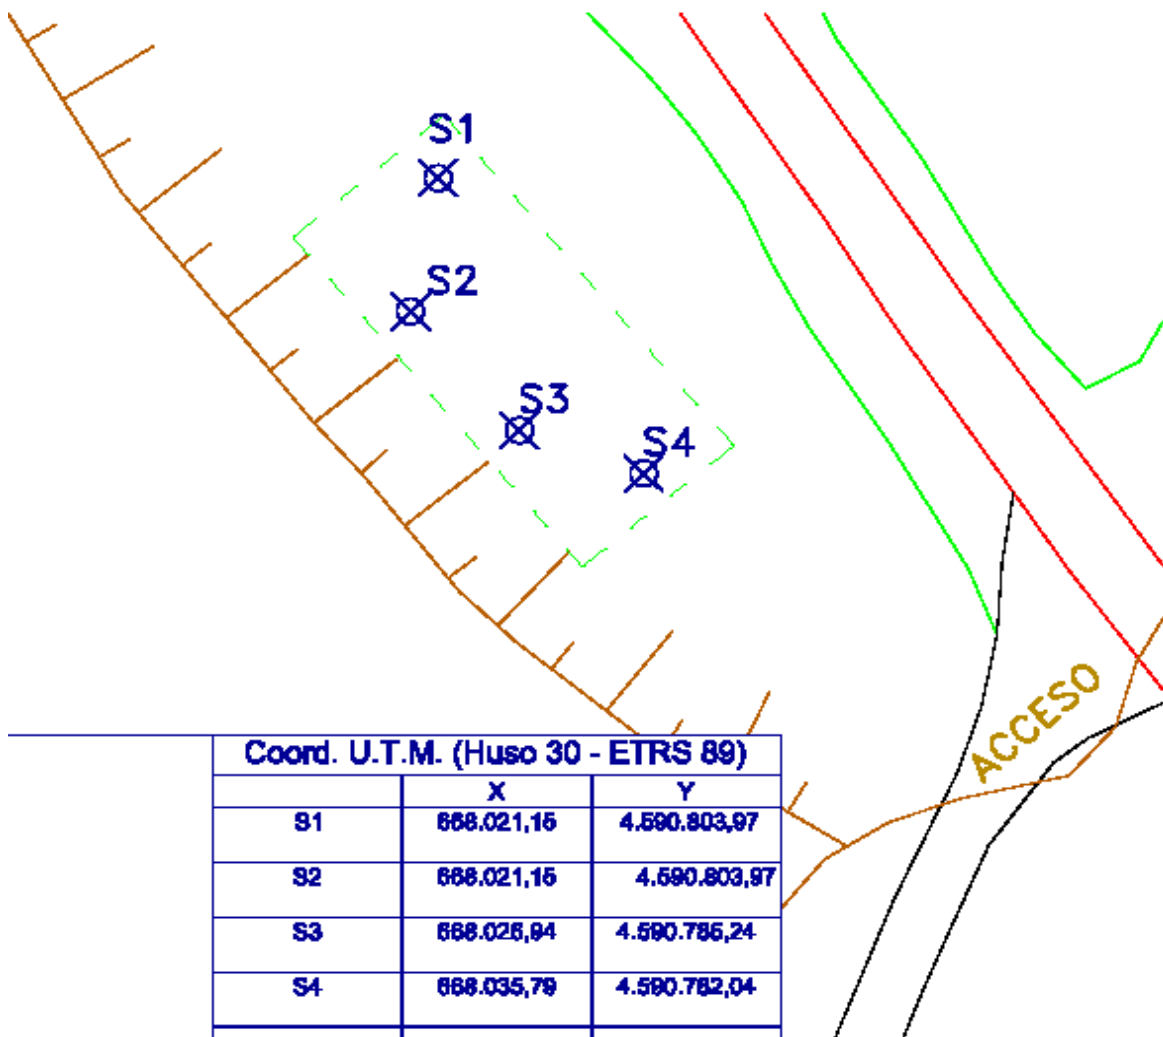 S1
S2
S3
S4
ACCESO
Coord. U.T.M. (Huso 30 - ETRS 89)
X Y
S1 668.021,15 4.590.803,97
S2 668.021,15 4.590.803,97
S3 668.026,94 4.590.785,24
S4 668.035,79 4.590.782,04